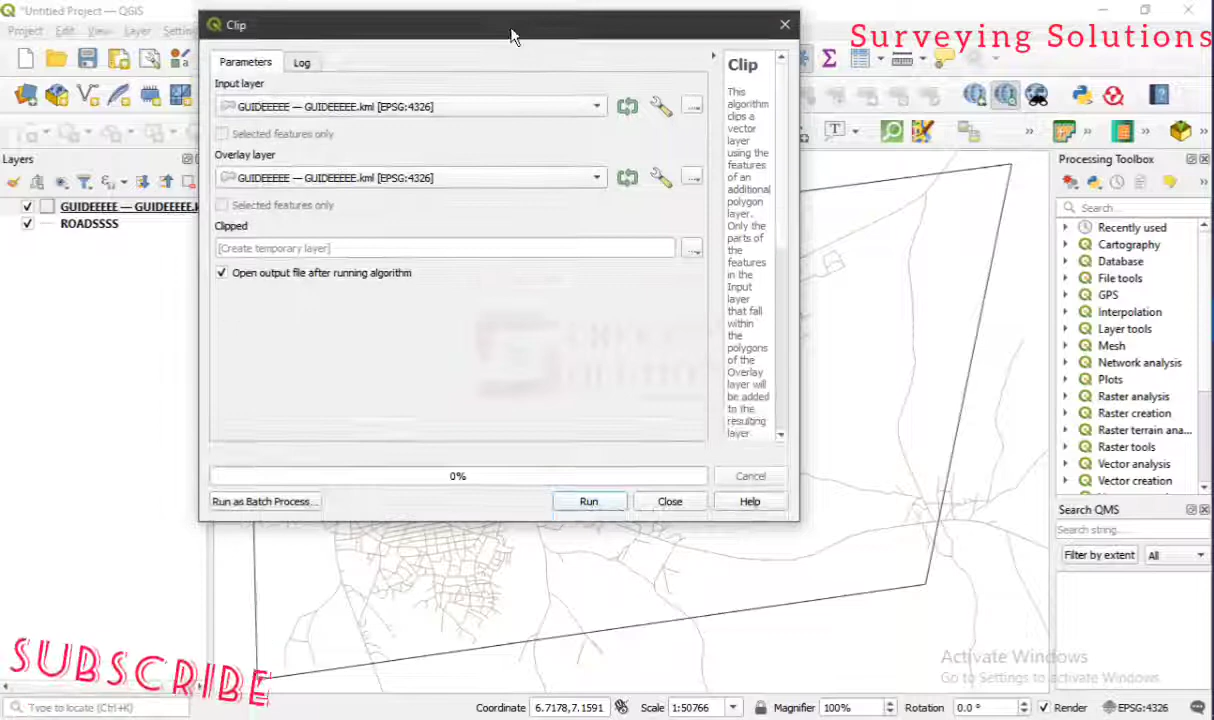 "Untitled Project — QGIS
Surveying Solutions
Project Edit View Layer
Clip
Parameters
Log
Input layer
GUIDEEEEE — GUIDEEEEE.kml [EPSG:4326]
Selected features only
Overlay layer
GUIDEEEEE — GUIDEEEEE.kml [EPSG:4326]
Selected features only
Clipped
[Create temporary layer]
Open output file after running algorithm
Clip
This
algorithm
clips a
vector
layer
using the
features
of an
additional
polygon
layer.
Only the
parts of
the
features
in the
Input
layer
that fall
within
the
polygons
of the
Overlay
layer will
be added
to the
resulting
layer
0%
Cancel
Run as Batch Process...
Run
Close
Help
Layers
GUIDEEEEE — GUIDEEEEE.k
ROADSSSS
Processing Toolbox
Search...
Recently used
Cartography
Database
File tools
GPS
Interpolation
Layer tools
Mesh
Network analysis
Plots
Raster analysis
Raster creation
Raster terrain ana...
Raster tools
Vector analysis
Vector creation
Search QMS
Search string...
Filter by extent
All
Activate Windows
Go to Settings to activate Windows.
SUBSCRIBE
Type to locate (Ctrl+K)
Coordinate 6.7178,7.1591
Scale 1:50766
Magnifier 100%
Rotation 0.0 °
Render
EPSG:4326